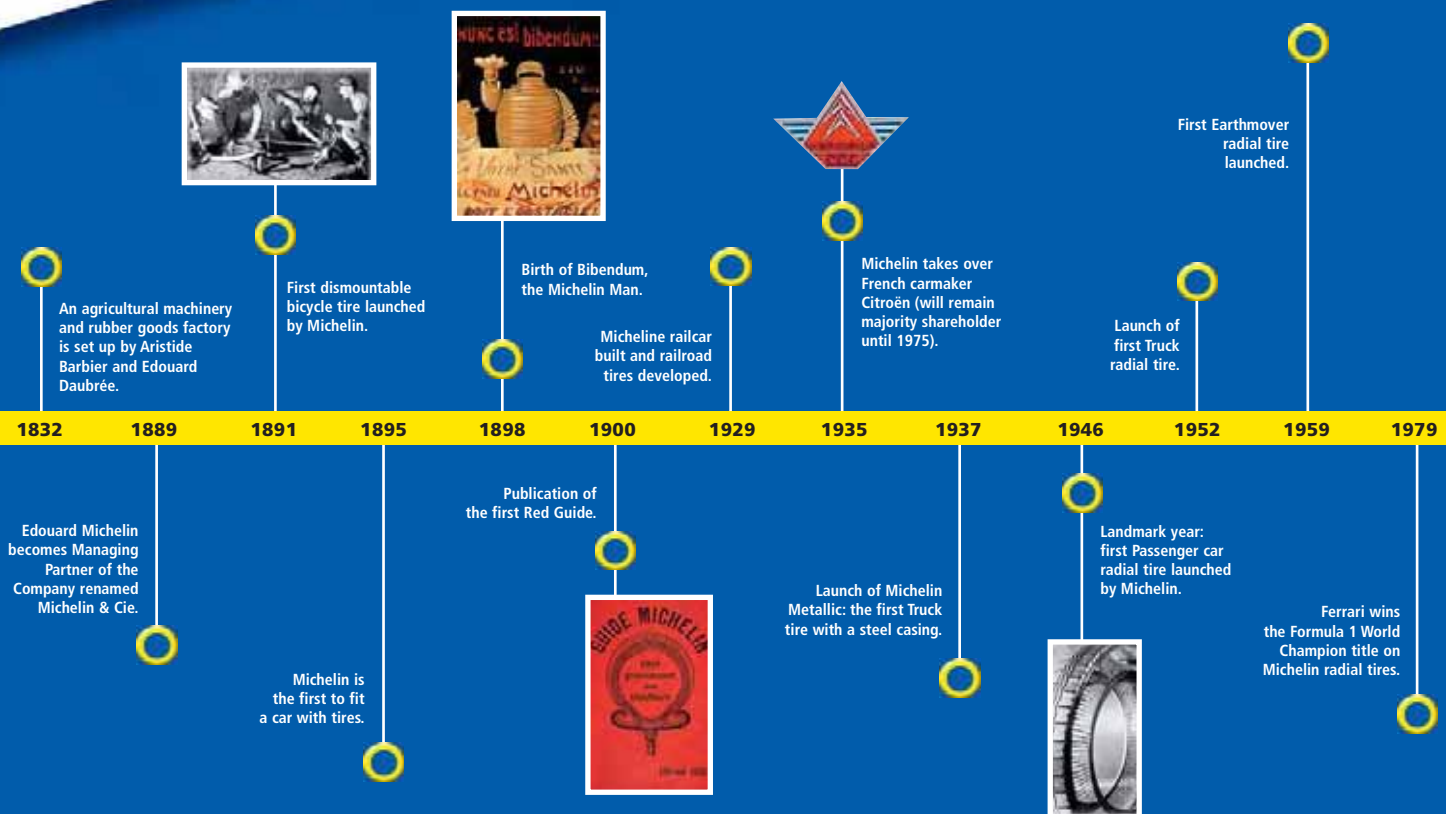 NUNC est bibendum!!
Michelin
First Earthmover
radial tire
launched.
An agricultural machinery
and rubber goods factory
is set up by Aristide
Barbier and Edouard
Daubrée.
First dismountable
bicycle tire launched
by Michelin.
Birth of Bibendum,
the Michelin Man.
Micheline railcar
built and railroad
tires developed.
Michelin takes over
French carmaker
Citroën (will remain
majority shareholder
until 1975).
Launch of
first Truck
radial tire.
1832 1889 1891 1895 1898 1900 1929 1935 1937 1946 1952 1959 1979
Edouard Michelin
becomes Managing
Partner of the
Company renamed
Michelin & Cie.
Michelin is
the first to fit
a car with tires.
Publication of
the first Red Guide.
GUIDE MICHELIN
Launch of Michelin
Metallic: the first Truck
tire with a steel casing.
Landmark year:
first Passenger car
radial tire launched
by Michelin.
Ferrari wins
the Formula 1 World
Champion title on
Michelin radial tires.